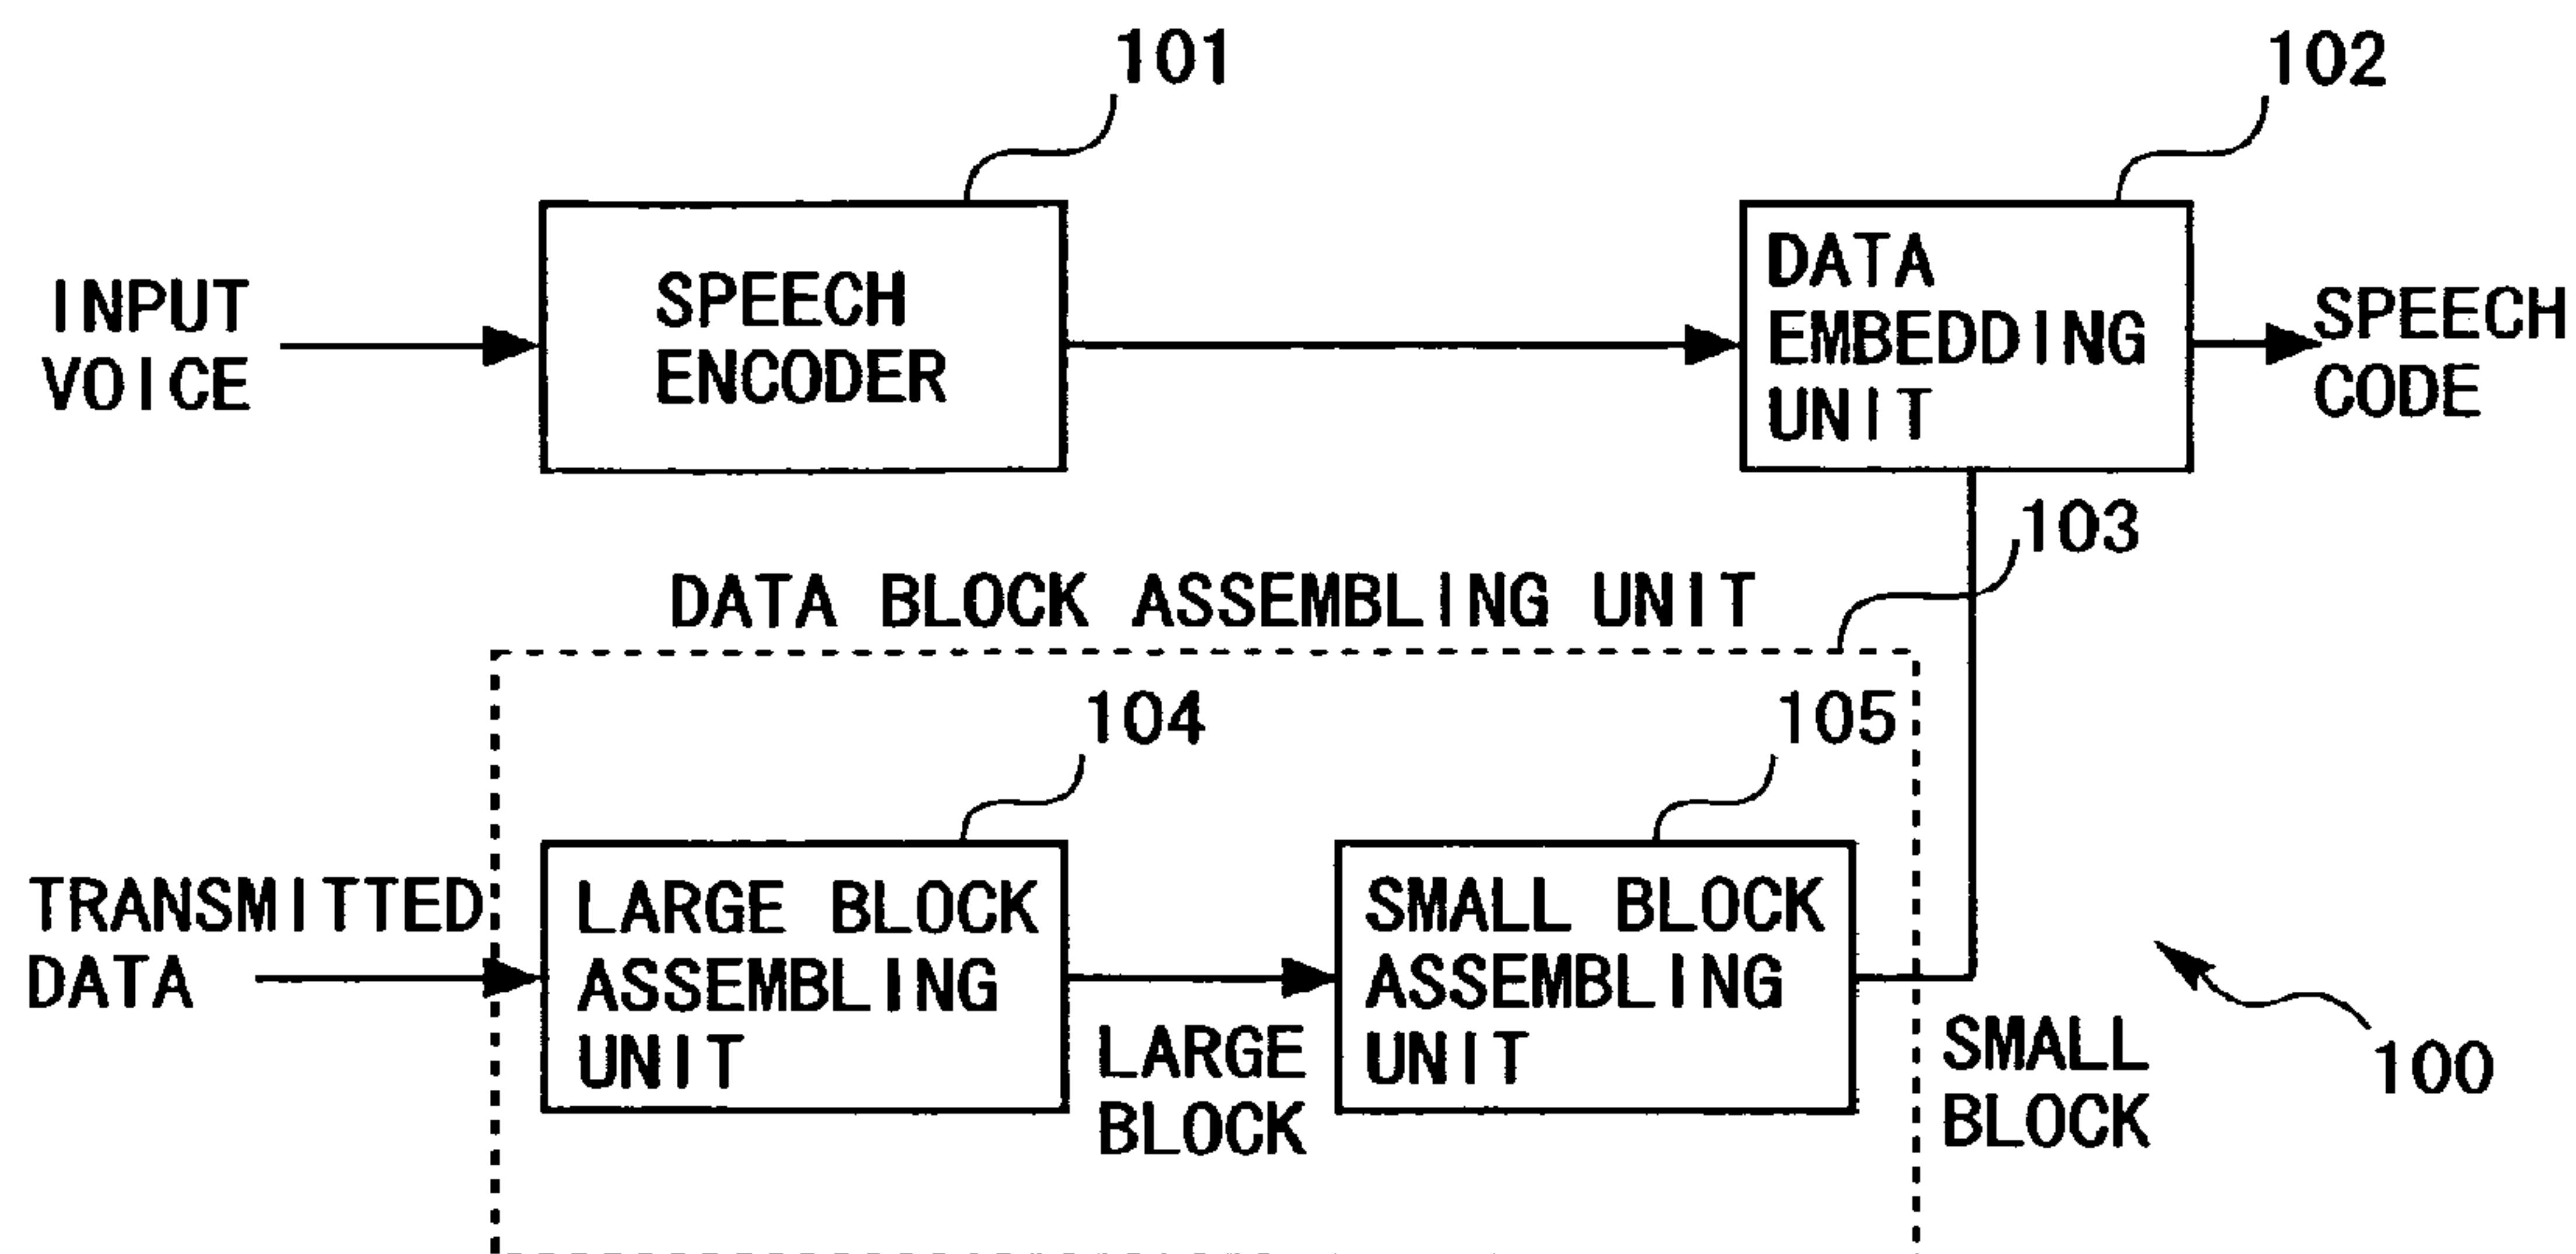 101
102
INPUT
VOICE
SPEECH
ENCODER
DATA
EMBEDDING
UNIT
SPEECH
CODE
103
DATA BLOCK ASSEMBLING UNIT
104
105
TRANSMITTED
DATA
LARGE BLOCK
ASSEMBLING
UNIT
LARGE
BLOCK
SMALL BLOCK
ASSEMBLING
UNIT
SMALL
BLOCK
100